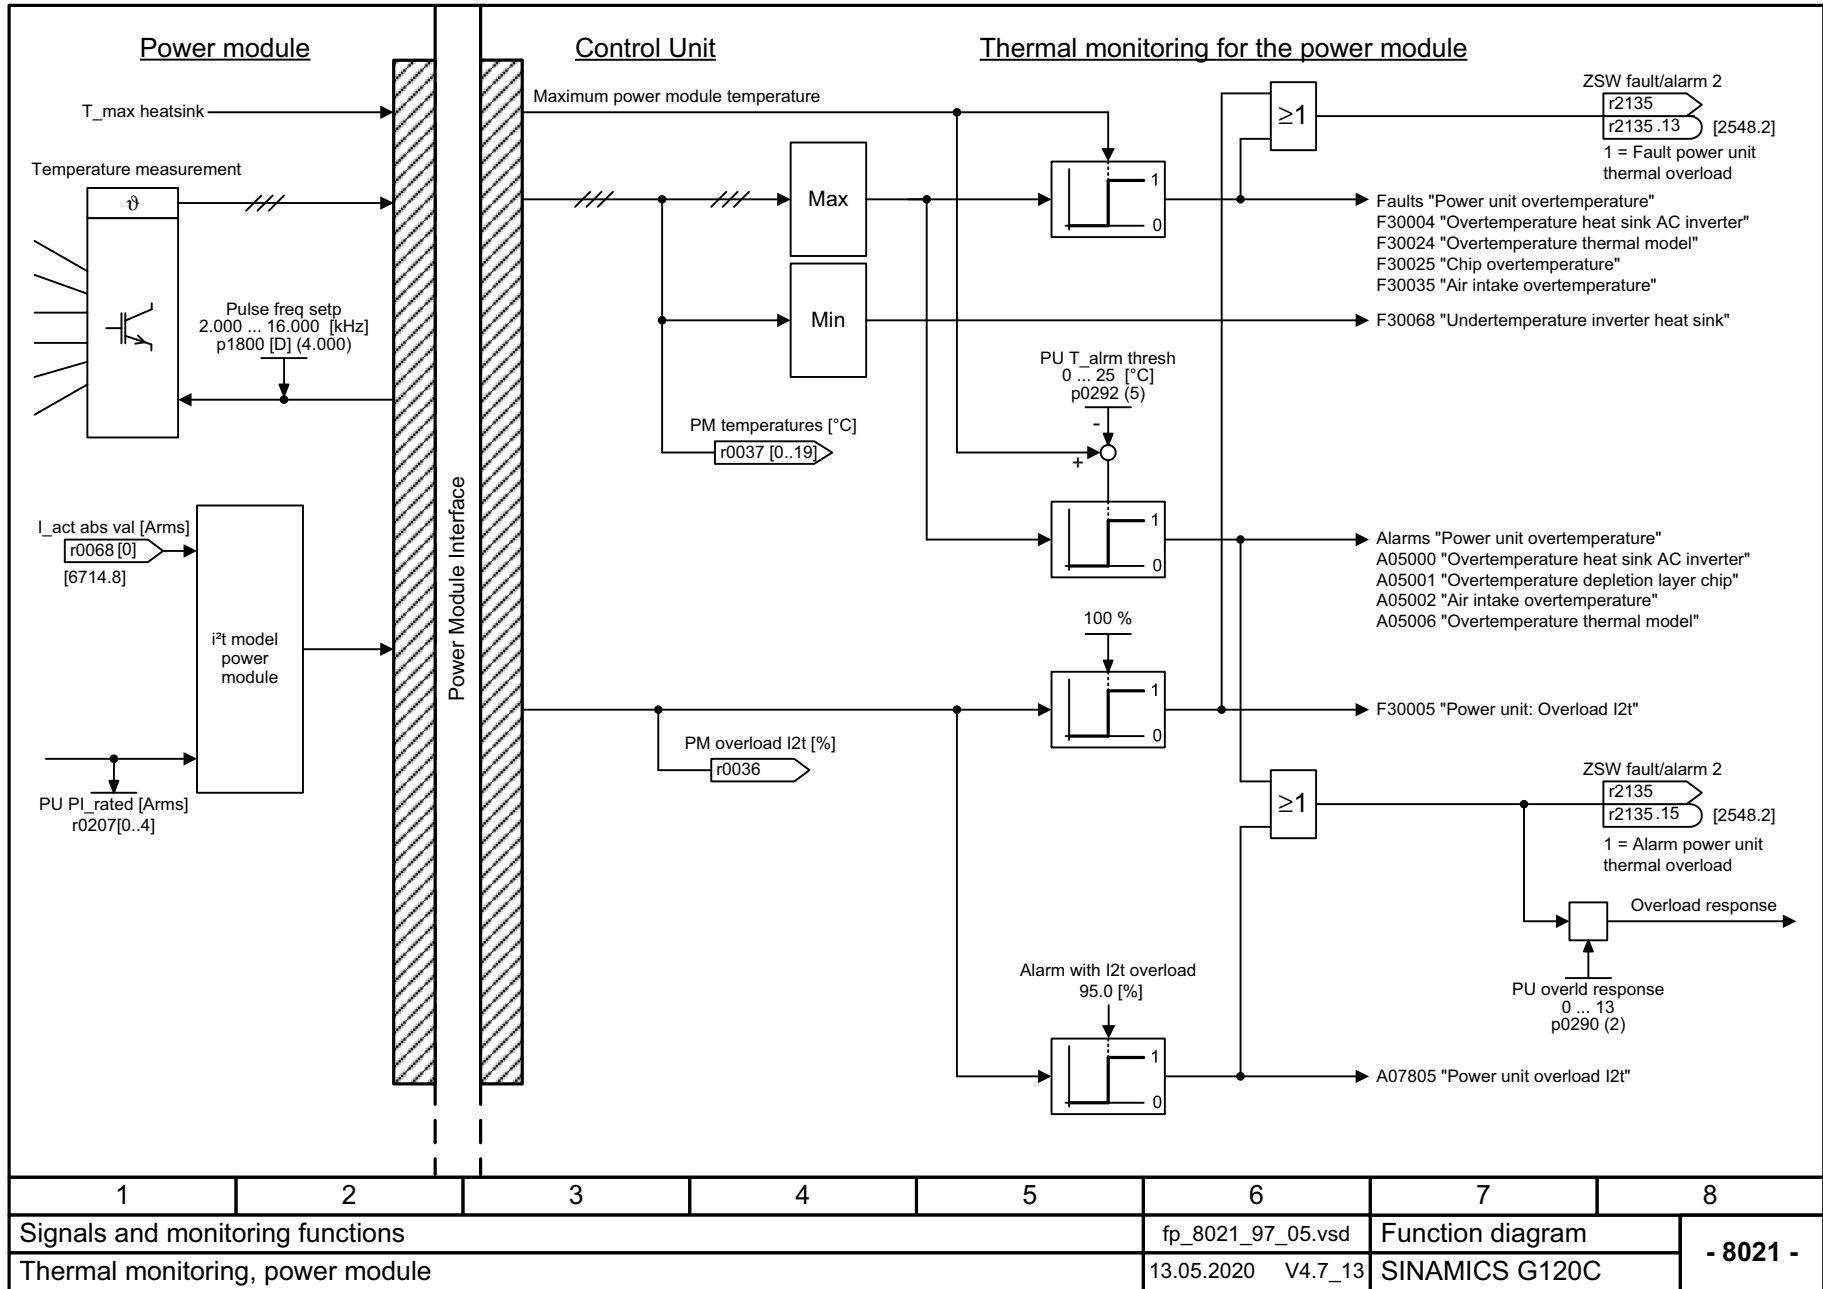 Power module
Control Unit
Thermal monitoring for the power module
T_max heatsink
Temperature measurement
ϑ
Pulse freq setp
2.000 ... 16.000 [kHz]
p1800 [D] (4.000)
I_act abs val [Arms]
r0068 [0]
[6714.8]
i²t model
power
module
PU PI_rated [Arms]
r0207[0..4]
Power Module Interface
Maximum power module temperature
Max
Min
PM temperatures [°C]
r0037 [0..19]
PM overload I2t [%]
r0036
1
0
PU T_alrm thresh
0 ... 25 [°C]
p0292 (5)
-
+
1
0
100 %
1
0
Alarm with I2t overload
95.0 [%]
1
0
≥1
ZSW fault/alarm 2
r2135
r2135 .13
[2548.2]
1 = Fault power unit
thermal overload
Faults "Power unit overtemperature"
F30004 "Overtemperature heat sink AC inverter"
F30024 "Overtemperature thermal model"
F30025 "Chip overtemperature"
F30035 "Air intake overtemperature"
F30068 "Undertemperature inverter heat sink"
Alarms "Power unit overtemperature"
A05000 "Overtemperature heat sink AC inverter"
A05001 "Overtemperature depletion layer chip"
A05002 "Air intake overtemperature"
A05006 "Overtemperature thermal model"
F30005 "Power unit: Overload I2t"
≥1
ZSW fault/alarm 2
r2135
r2135 .15
[2548.2]
1 = Alarm power unit
thermal overload
Overload response
PU overld response
0 ... 13
p0290 (2)
A07805 "Power unit overload I2t"
1 2 3 4 5 6 7 8
Signals and monitoring functions
fp_8021_97_05.vsd
Function diagram
- 8021 -
Thermal monitoring, power module
13.05.2020 V4.7_13
SINAMICS G120C